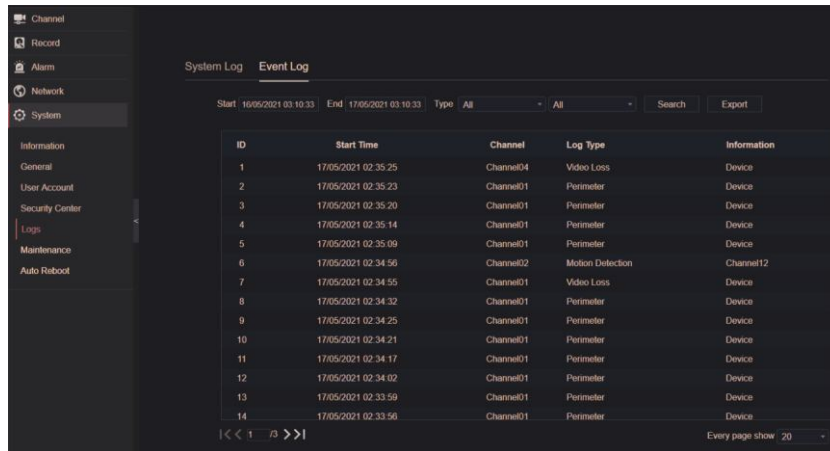 Channel
Record
Alarm
Network
System
Information
General
User Account
Security Center
Logs
Maintenance
Auto Reboot
<
System Log Event Log
Start 16/05/2021 03:10:33 End 17/05/2021 03:10:33 Type All All Search Export
ID Start Time Channel Log Type Information
1 17/05/2021 02:35:25 Channel04 Video Loss Device
2 17/05/2021 02:35:23 Channel01 Perimeter Device
3 17/05/2021 02:35:20 Channel01 Perimeter Device
4 17/05/2021 02:35:14 Channel01 Perimeter Device
5 17/05/2021 02:35:09 Channel01 Perimeter Device
6 17/05/2021 02:34:56 Channel02 Motion Detection Channel12
7 17/05/2021 02:34:55 Channel01 Video Loss Device
8 17/05/2021 02:34:32 Channel01 Perimeter Device
9 17/05/2021 02:34:25 Channel01 Perimeter Device
10 17/05/2021 02:34:21 Channel01 Perimeter Device
11 17/05/2021 02:34:17 Channel01 Perimeter Device
12 17/05/2021 02:34:02 Channel01 Perimeter Device
13 17/05/2021 02:33:59 Channel01 Perimeter Device
14 17/05/2021 02:33:56 Channel01 Perimeter Device
|< < 1 /3 > >| Every page show 20